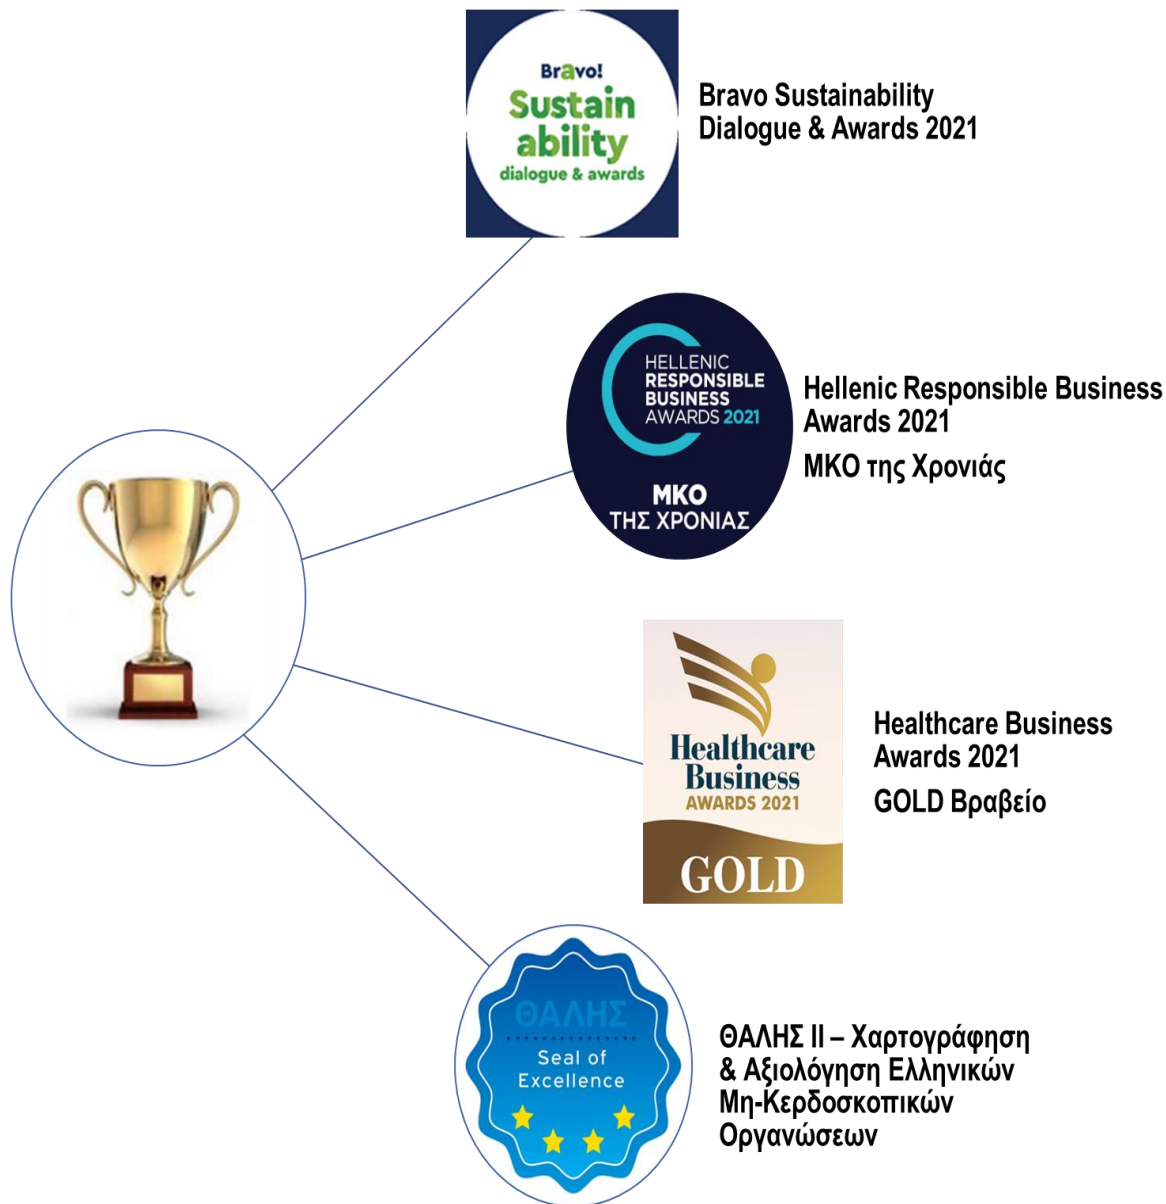 Bravo!
Sustain
ability
dialogue & awards
Bravo Sustainability
Dialogue & Awards 2021
HELLENIC
RESPONSIBLE
BUSINESS
AWARDS 2021
ΜΚΟ
ΤΗΣ ΧΡΟΝΙΑΣ
Hellenic Responsible Business
Awards 2021
ΜΚΟ της Χρονιάς
Healthcare
Business
AWARDS 2021
GOLD
Healthcare Business
Awards 2021
GOLD Βραβείο
ΘΑΛΗΣ
Seal of
Excellence
ΘΑΛΗΣ ΙΙ – Χαρτογράφηση
& Αξιολόγηση Ελληνικών
Μη-Κερδοσκοπικών
Οργανώσεων